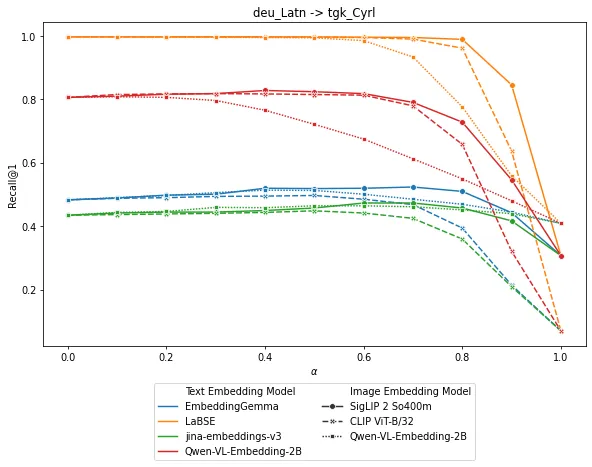 deu_Latn -> tgk_Cyrl
Recall@1
1.0
0.8
0.6
0.4
0.2
0.0 0.2 0.4 0.6 0.8 1.0
α
Text Embedding Model
EmbeddingGemma
LaBSE
jina-embeddings-v3
Qwen-VL-Embedding-2B
Image Embedding Model
SigLIP 2 So400m
CLIP ViT-B/32
Qwen-VL-Embedding-2B